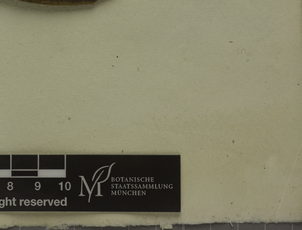 8 9 10
ght reserved
M BOTANISCHE
STAATSSAMMLUNG
MÜNCHEN